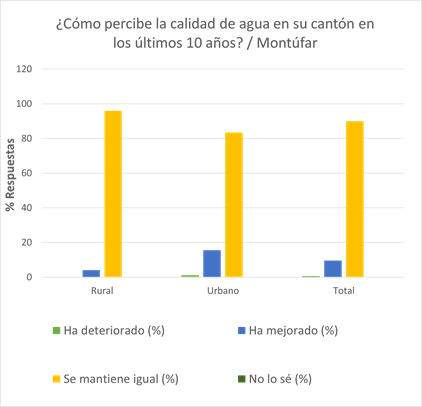 ¿Cómo percibe la calidad de agua en su cantón en
los últimos 10 años? / Montúfar
% Respuestas
120
100
80
60
40
20
0
Rural
Urbano
Total
Ha deteriorado (%)
Ha mejorado (%)
Se mantiene igual (%)
No lo sé (%)